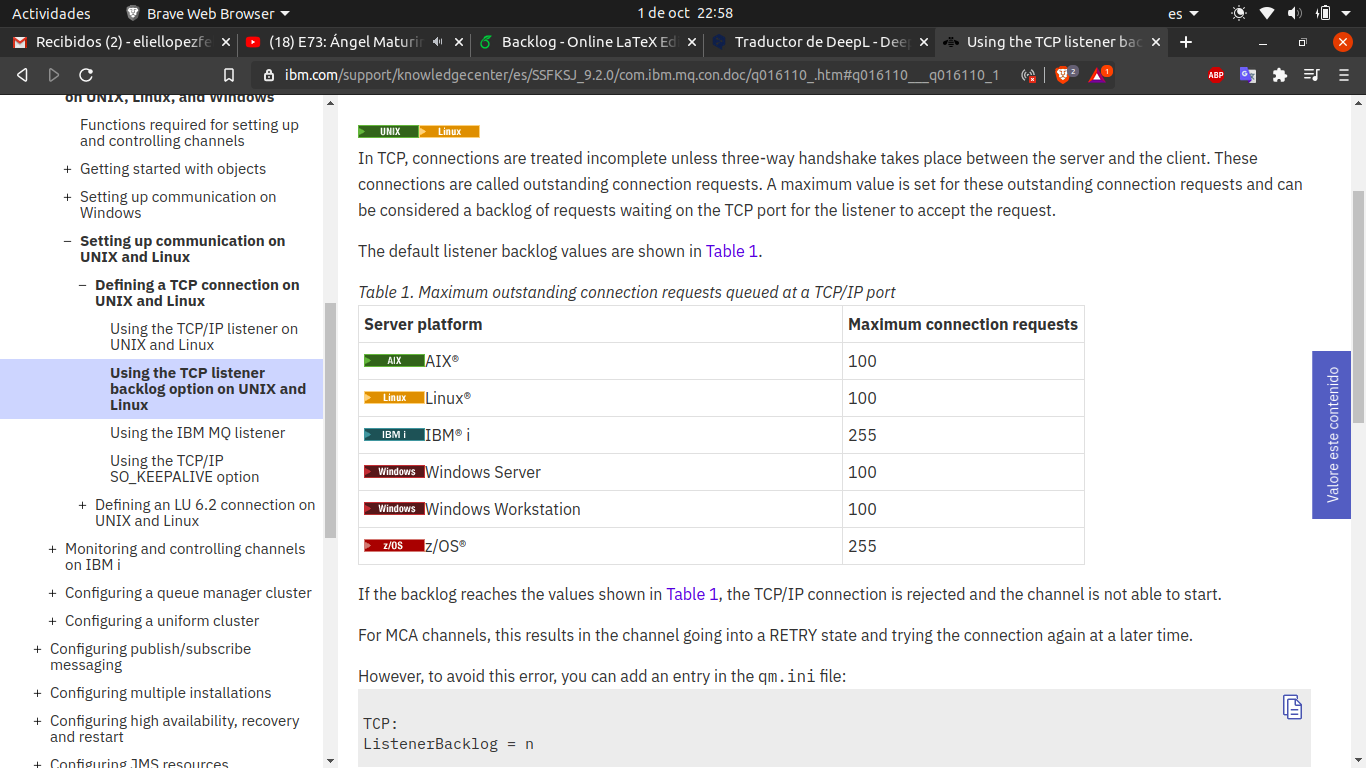 Actividades
Brave Web Browser
1 de oct 22:58
es
Recibidos (2) - eliellopezfe
(18) E73: Ángel Maturin
Backlog - Online LaTeX Ed
Traductor de DeepL - Deep
Using the TCP listener bac
ibm.com/support/knowledgecenter/es/SSFKSJ_9.2.0/com.ibm.mq.con.doc/q016110_.htm#q016110___q016110_1
2
1
ABP
on UNIX, Linux, and Windows
Functions required for setting up
and controlling channels
+ Getting started with objects
+ Setting up communication on
Windows
– Setting up communication on
UNIX and Linux
– Defining a TCP connection on
UNIX and Linux
Using the TCP/IP listener on
UNIX and Linux
Using the TCP listener
backlog option on UNIX and
Linux
Using the IBM MQ listener
Using the TCP/IP
SO_KEEPALIVE option
+ Defining an LU 6.2 connection on
UNIX and Linux
+ Monitoring and controlling channels
on IBM i
+ Configuring a queue manager cluster
+ Configuring a uniform cluster
+ Configuring publish/subscribe
messaging
+ Configuring multiple installations
+ Configuring high availability, recovery
and restart
+ Configuring JMS resources
UNIX Linux
In TCP, connections are treated incomplete unless three-way handshake takes place between the server and the client. These
connections are called outstanding connection requests. A maximum value is set for these outstanding connection requests and can
be considered a backlog of requests waiting on the TCP port for the listener to accept the request.
The default listener backlog values are shown in Table 1.
Table 1. Maximum outstanding connection requests queued at a TCP/IP port
Server platform Maximum connection requests
AIX AIX® 100
Linux Linux® 100
IBM i IBM® i 255
Windows Windows Server 100
Windows Windows Workstation 100
z/OS z/OS® 255
If the backlog reaches the values shown in Table 1, the TCP/IP connection is rejected and the channel is not able to start.
For MCA channels, this results in the channel going into a RETRY state and trying the connection again at a later time.
However, to avoid this error, you can add an entry in the qm.ini file:
TCP:
ListenerBacklog = n
Valore este contenido